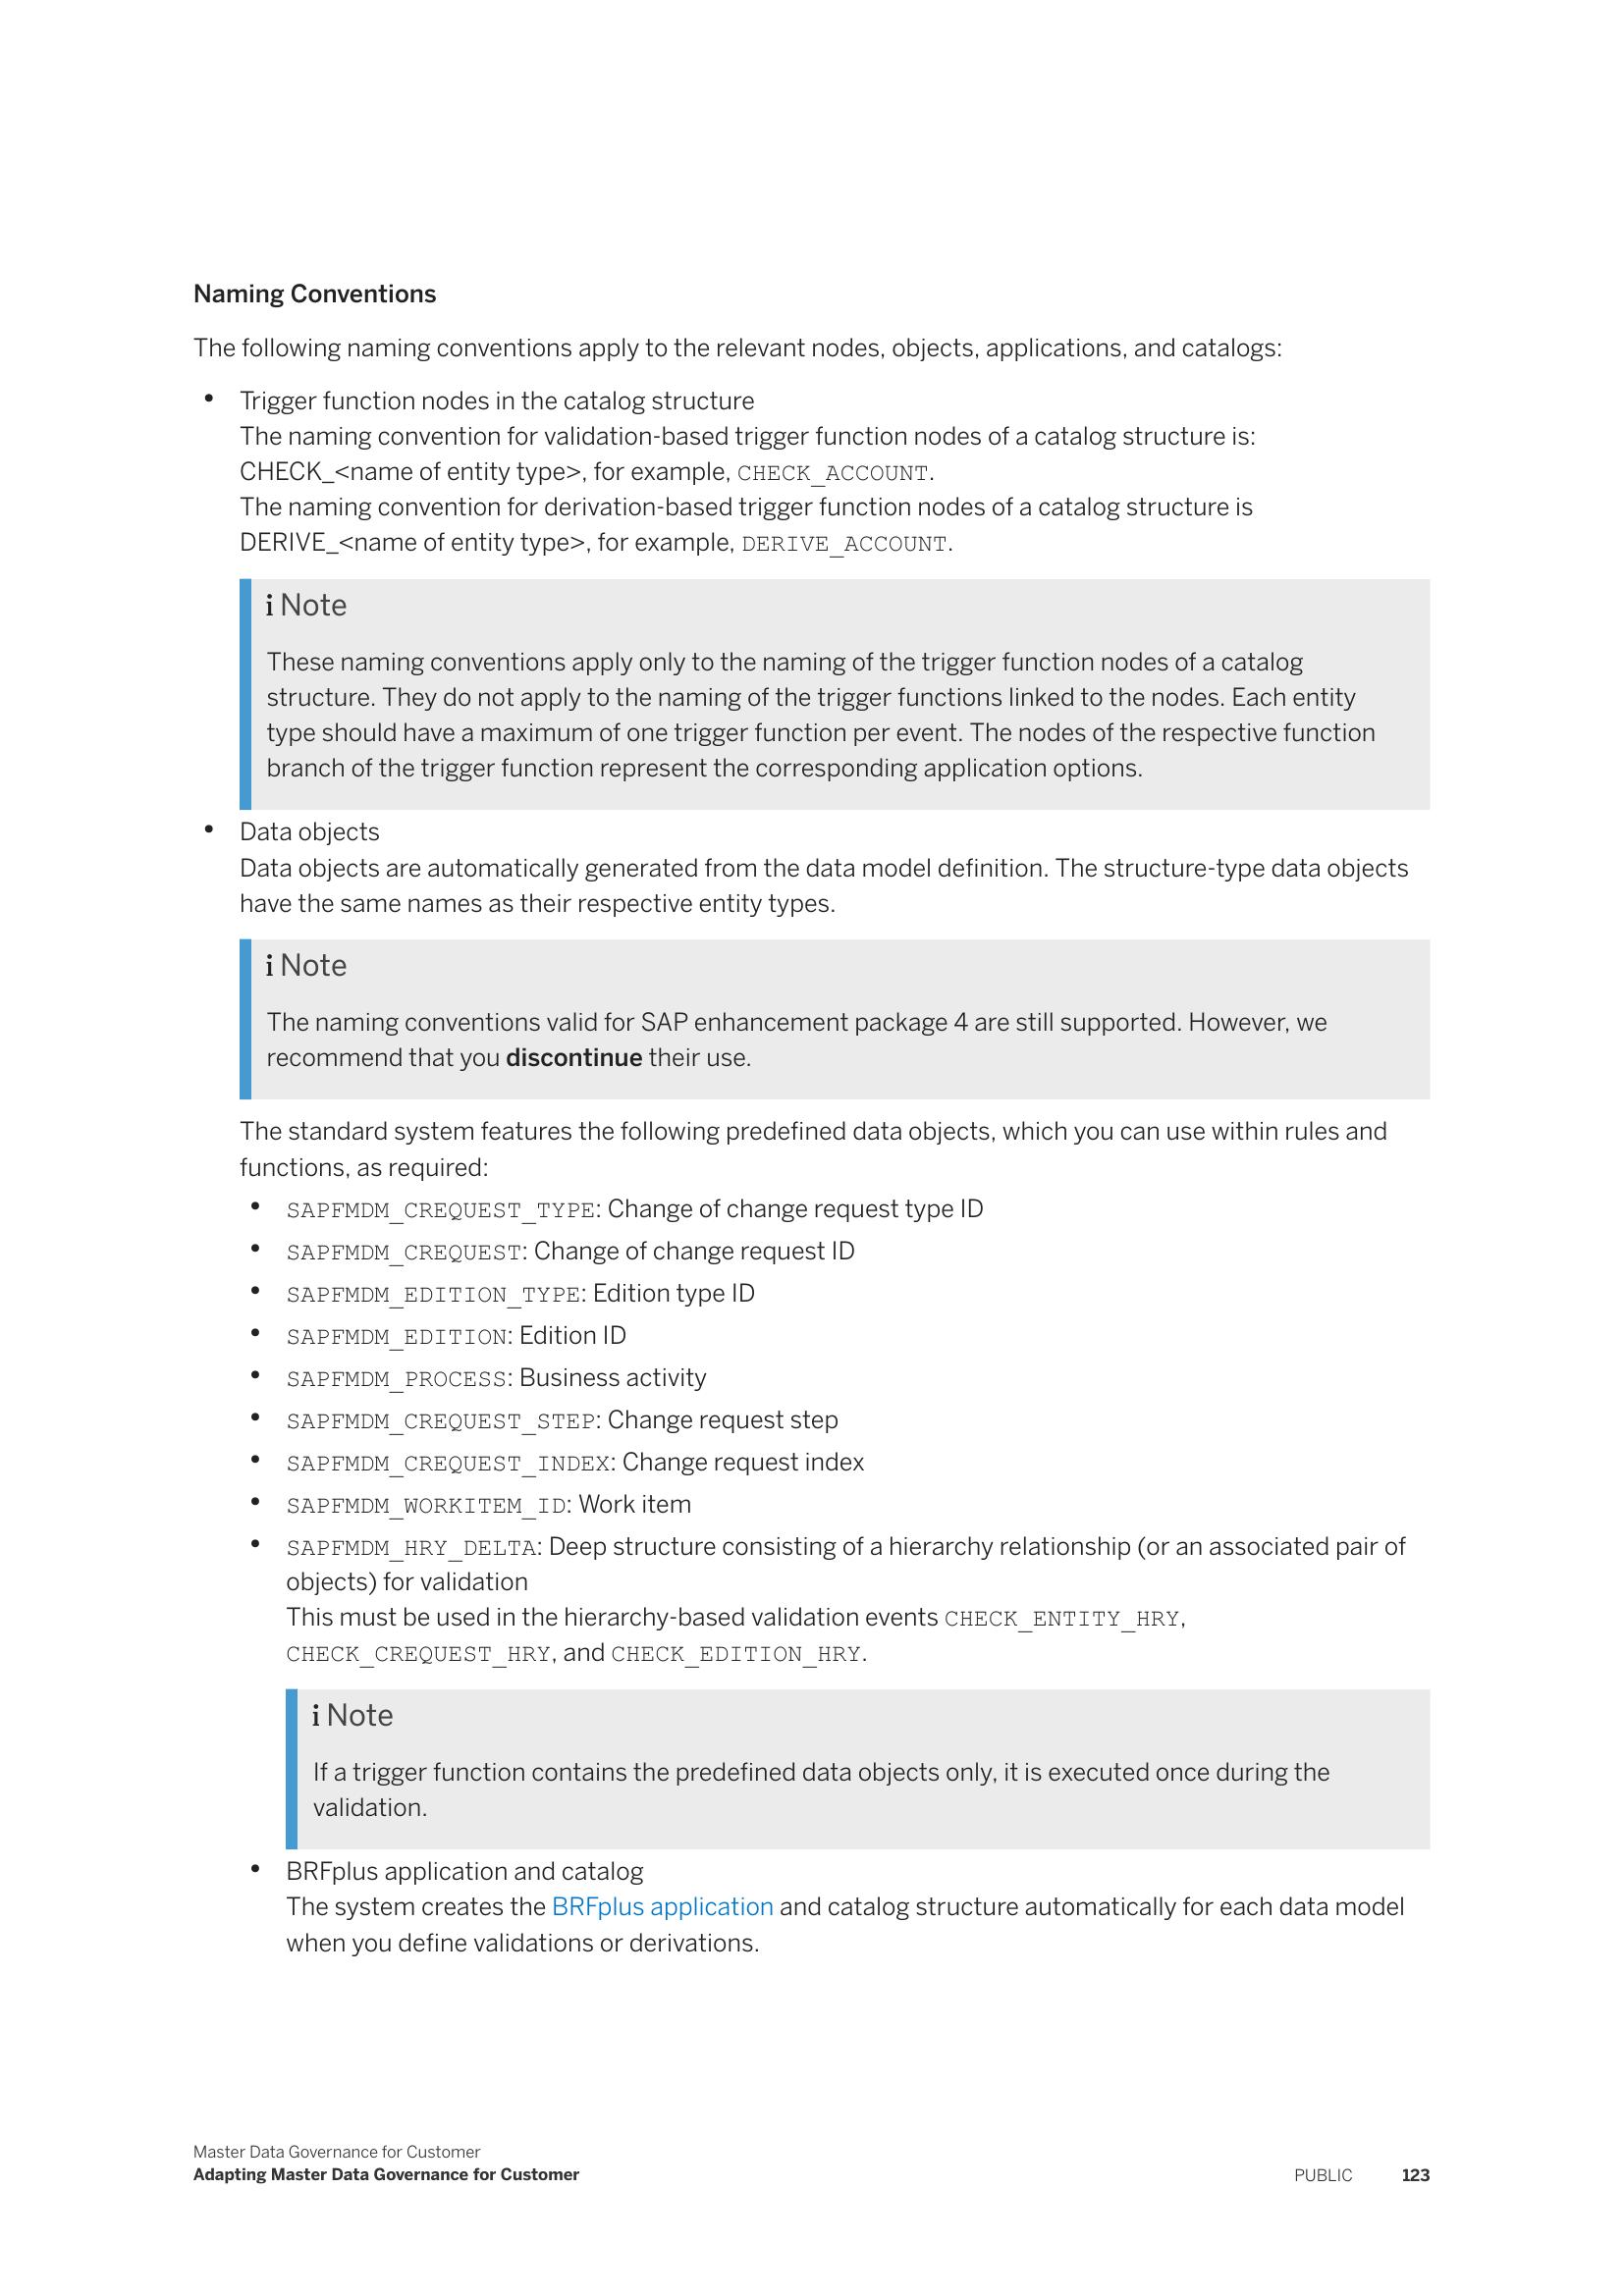 Naming Conventions
The following naming conventions apply to the relevant nodes, objects, applications, and catalogs:
• Trigger function nodes in the catalog structure
The naming convention for validation-based trigger function nodes of a catalog structure is:
CHECK_<name of entity type>, for example, CHECK_ACCOUNT.
The naming convention for derivation-based trigger function nodes of a catalog structure is
DERIVE_<name of entity type>, for example, DERIVE_ACCOUNT.
i Note
These naming conventions apply only to the naming of the trigger function nodes of a catalog
structure. They do not apply to the naming of the trigger functions linked to the nodes. Each entity
type should have a maximum of one trigger function per event. The nodes of the respective function
branch of the trigger function represent the corresponding application options.
• Data objects
Data objects are automatically generated from the data model definition. The structure-type data objects
have the same names as their respective entity types.
i Note
The naming conventions valid for SAP enhancement package 4 are still supported. However, we
recommend that you discontinue their use.
The standard system features the following predefined data objects, which you can use within rules and
functions, as required:
• SAPFMDM_CREQUEST_TYPE: Change of change request type ID
• SAPFMDM_CREQUEST: Change of change request ID
• SAPFMDM_EDITION_TYPE: Edition type ID
• SAPFMDM_EDITION: Edition ID
• SAPFMDM_PROCESS: Business activity
• SAPFMDM_CREQUEST_STEP: Change request step
• SAPFMDM_CREQUEST_INDEX: Change request index
• SAPFMDM_WORKITEM_ID: Work item
• SAPFMDM_HRY_DELTA: Deep structure consisting of a hierarchy relationship (or an associated pair of
objects) for validation
This must be used in the hierarchy-based validation events CHECK_ENTITY_HRY,
CHECK_CREQUEST_HRY, and CHECK_EDITION_HRY.
i Note
If a trigger function contains the predefined data objects only, it is executed once during the
validation.
• BRFplus application and catalog
The system creates the BRFplus application and catalog structure automatically for each data model
when you define validations or derivations.
Master Data Governance for Customer
Adapting Master Data Governance for Customer
PUBLIC 123